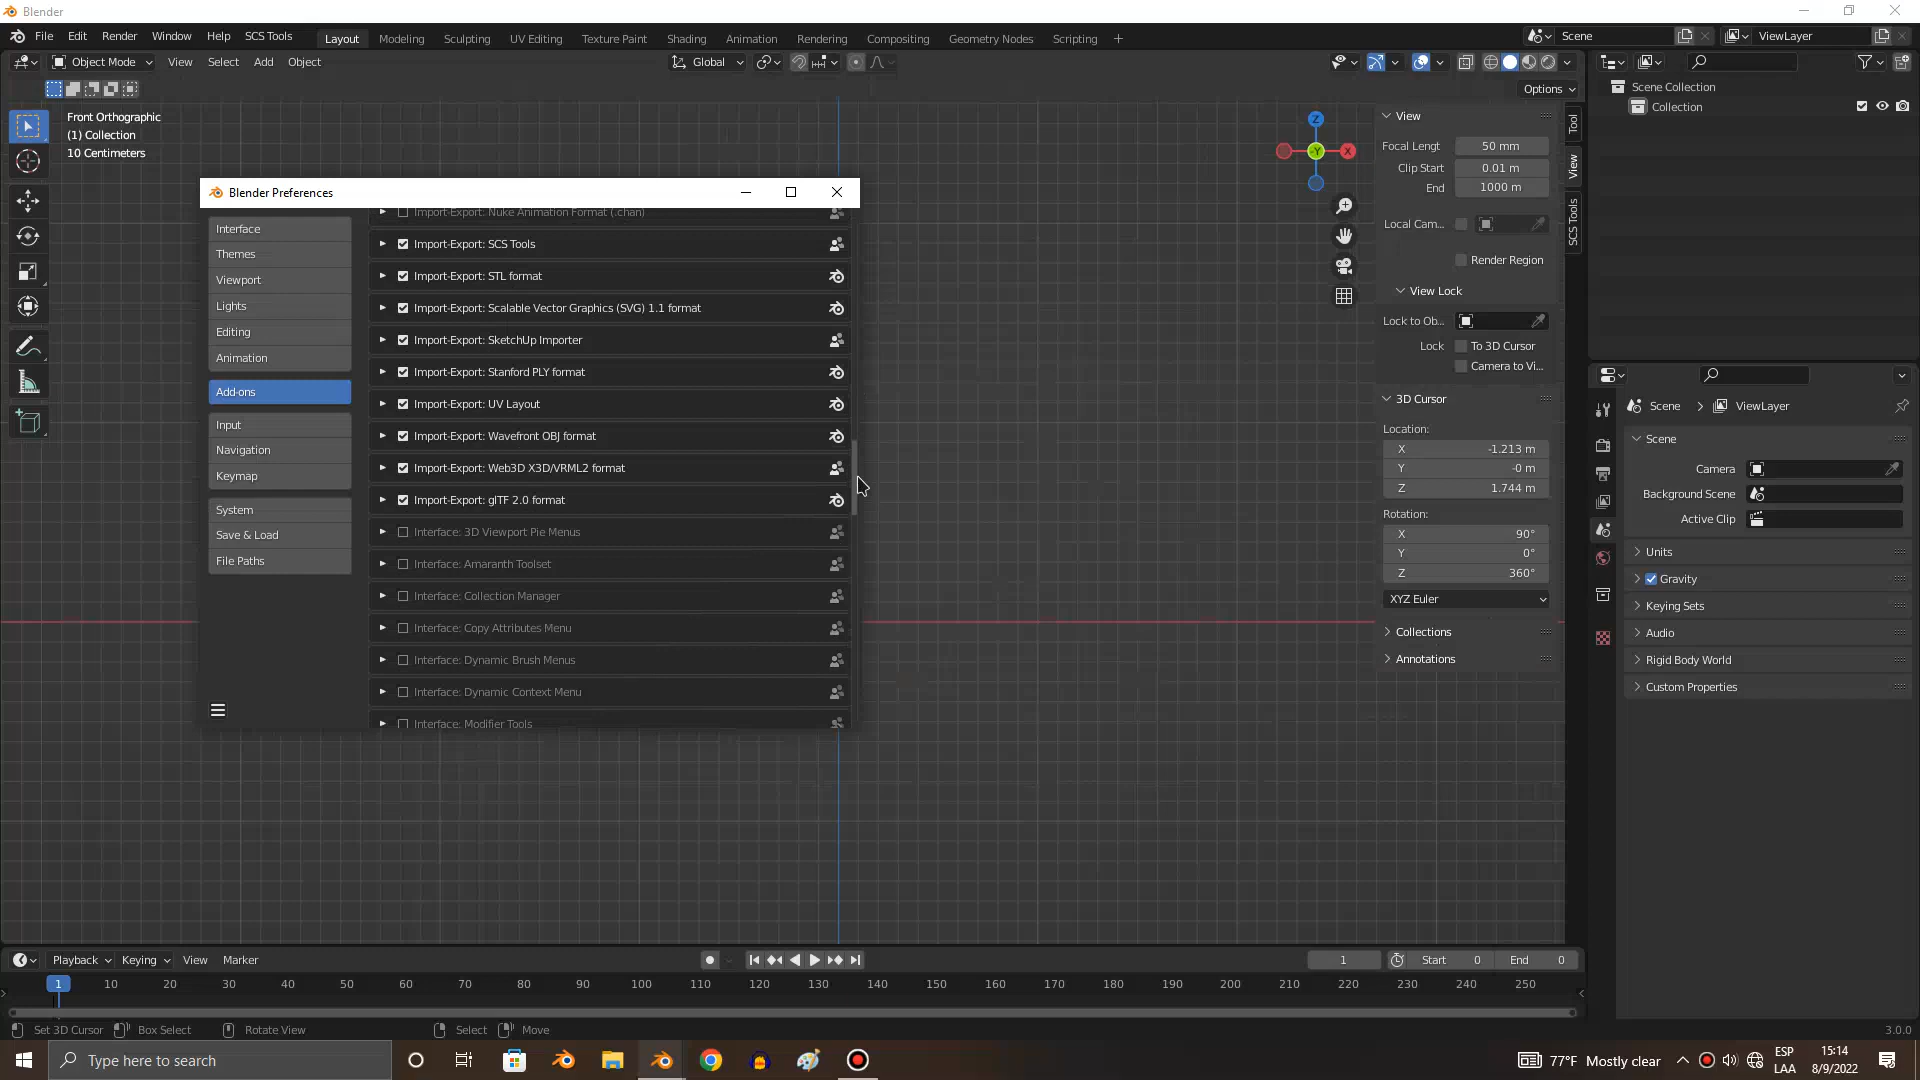 Blender
File Edit Render Window Help SCS Tools Layout Modeling Sculpting UV Editing Texture Paint Shading Animation Rendering Compositing Geometry Nodes Scripting + Scene ViewLayer
Object Mode View Select Add Object Global
Options
Front Orthographic
(1) Collection
10 Centimeters
Z
-Y
X
Scene Collection
Collection
Tool
View
SCS Tools
View
Focal Lengt 50 mm
Clip Start 0.01 m
End 1000 m
Local Cam...
Render Region
View Lock
Lock to Ob...
Lock To 3D Cursor
Camera to Vi...
3D Cursor
Location:
X -1.213 m
Y -0 m
Z 1.744 m
Rotation:
X 90°
Y 0°
Z 360°
XYZ Euler
Collections
Annotations
Blender Preferences
Interface
Themes
Viewport
Lights
Editing
Animation
Add-ons
Input
Navigation
Keymap
System
Save & Load
File Paths
Import-Export: Nuke Animation Format (.chan)
Import-Export: SCS Tools
Import-Export: STL format
Import-Export: Scalable Vector Graphics (SVG) 1.1 format
Import-Export: SketchUp Importer
Import-Export: Stanford PLY format
Import-Export: UV Layout
Import-Export: Wavefront OBJ format
Import-Export: Web3D X3D/VRML2 format
Import-Export: glTF 2.0 format
Interface: 3D Viewport Pie Menus
Interface: Amaranth Toolset
Interface: Collection Manager
Interface: Copy Attributes Menu
Interface: Dynamic Brush Menus
Interface: Dynamic Context Menu
Interface: Modifier Tools
Scene ViewLayer
Scene
Camera
Background Scene
Active Clip
Units
Gravity
Keying Sets
Audio
Rigid Body World
Custom Properties
Playback Keying View Marker 1 Start 0 End 0
1 10 20 30 40 50 60 70 80 90 100 110 120 130 140 150 160 170 180 190 200 210 220 230 240 250
Set 3D Cursor Box Select Rotate View Select Move 3.0.0
Type here to search 77°F Mostly clear ESP 15:14
LAA 8/9/2022